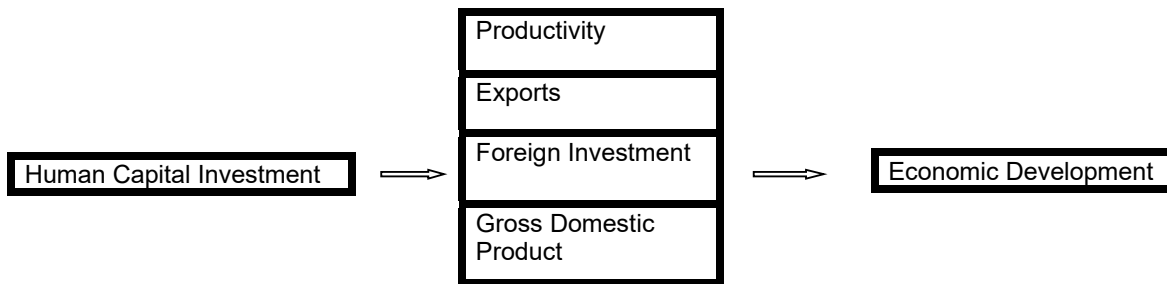 Productivity
Exports
Foreign Investment
Human Capital Investment
Economic Development
Gross Domestic
Product